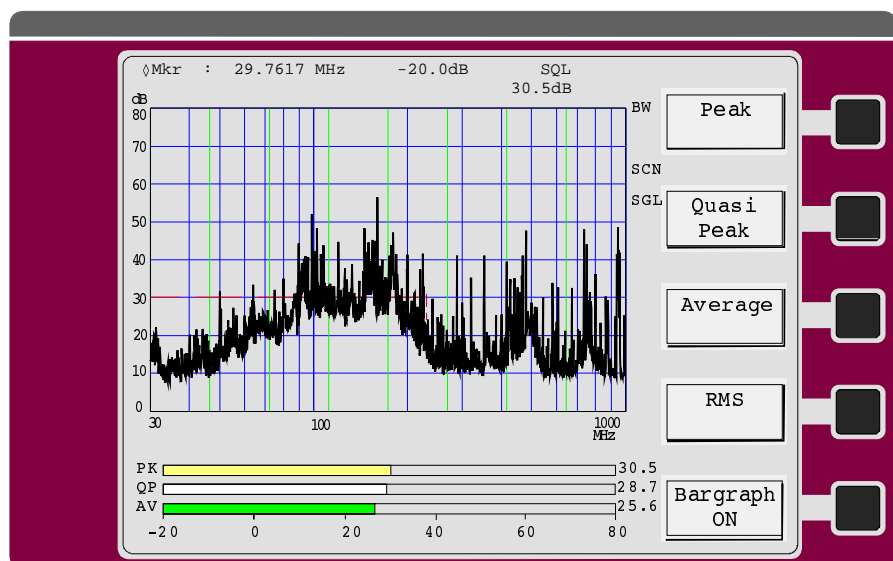 ◊Mkr : 29.7617 MHz -20.0dB SQL
30.5dB
dB
80
70
60
50
40
30
20
10
0
30 100 1000
MHz
BW
SCN
SGL
Peak
Quasi
Peak
Average
RMS
Bargraph
ON
PK 30.5
QP 28.7
AV 25.6
-20 0 20 40 60 80